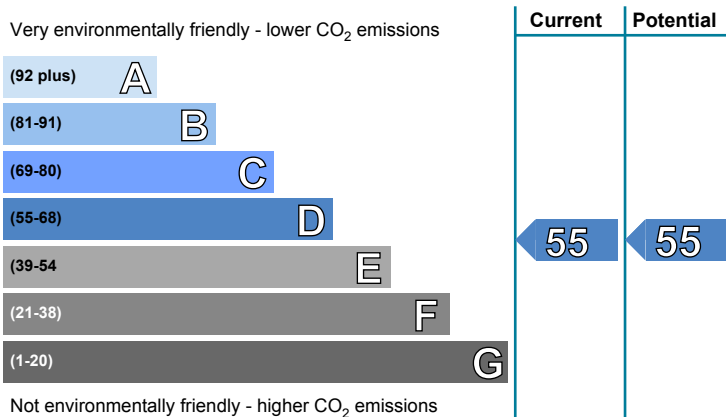 Current Potential
Very environmentally friendly - lower CO₂ emissions
(92 plus) A
(81-91) B
(69-80) C
(55-68) D
55 55
(39-54 E
(21-38) F
(1-20) G
Not environmentally friendly - higher CO₂ emissions